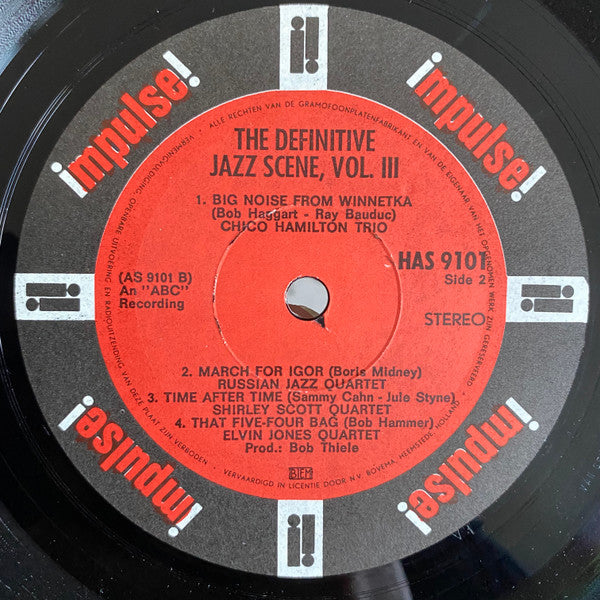 impulse!
impulse!
impulse!
impulse!
ALLE RECHTEN VAN DE GRAMOFOONPLATENFABRIKANT EN VAN DE EIGENAAR VAN HET OPGENOMEN WERK ZIJN GERESERVEERD
THE DEFINITIVE
JAZZ SCENE, VOL. III
1. BIG NOISE FROM WINNETKA
(Bob Haggart - Ray Bauduc)
CHICO HAMILTON TRIO
(AS 9101 B)
An "ABC"
Recording
HAS 9101
Side 2
STEREO
2. MARCH FOR IGOR (Boris Midney)
RUSSIAN JAZZ QUARTET
3. TIME AFTER TIME (Sammy Cahn - Jule Styne)
SHIRLEY SCOTT QUARTET
4. THAT FIVE-FOUR BAG (Bob Hammer)
ELVIN JONES QUARTET
Prod.: Bob Thiele
BIEM
VERVAARDIGD IN LICENTIE DOOR N.V. BOVEMA, HEEMSTEDE, HOLLAND
VERMENIGVULDIGING, OPENBARE UITVOERING EN RADIOUITZENDING VAN DEZE PLAAT ZIJN VERBODEN